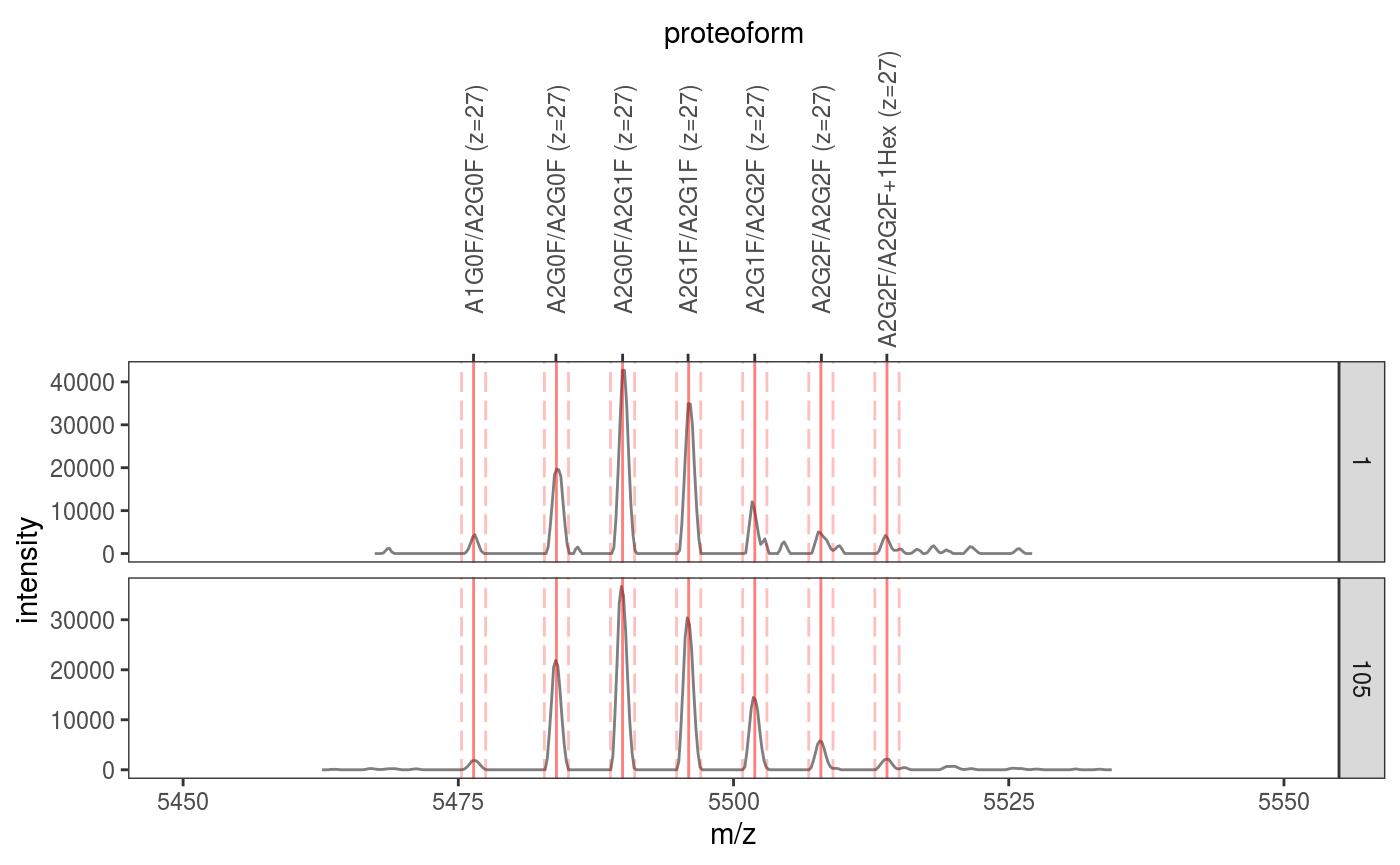 proteoform
A1G0F/A2G0F (z=27)
A2G0F/A2G0F (z=27)
A2G0F/A2G1F (z=27)
A2G1F/A2G1F (z=27)
A2G1F/A2G2F (z=27)
A2G2F/A2G2F (z=27)
A2G2F/A2G2F+1Hex (z=27)
intensity
40000
30000
20000
10000
0
1
30000
20000
10000
0
105
5450
5475
5500
5525
5550
m/z